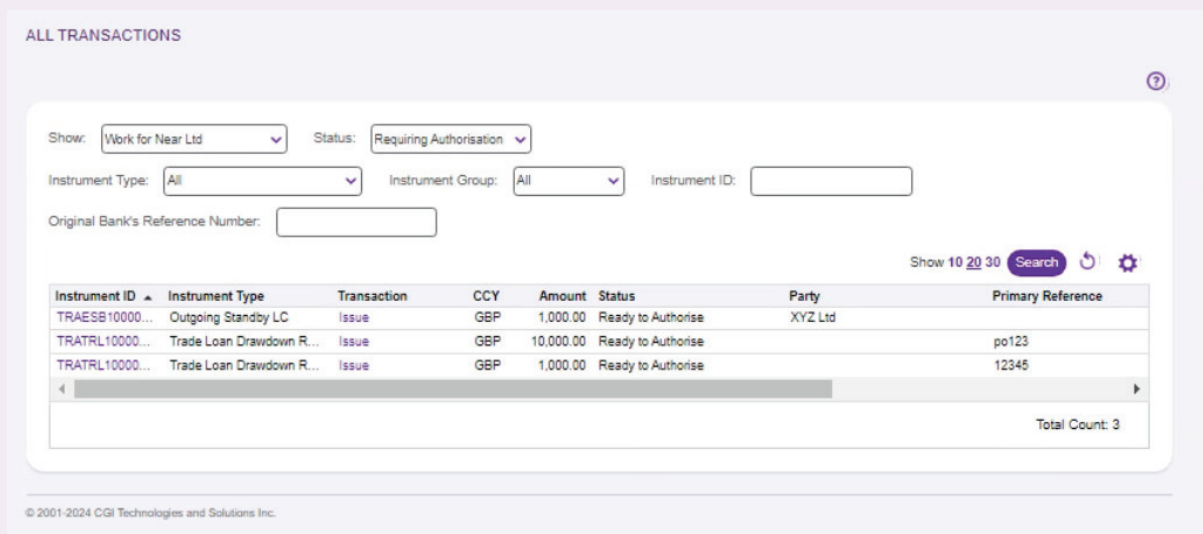 ALL TRANSACTIONS
Show: Work for Near Ltd Status: Requiring Authorisation
Instrument Type: All Instrument Group: All Instrument ID:
Original Bank's Reference Number:
Show 10 20 30 Search
Instrument ID Instrument Type Transaction CCY Amount Status Party Primary Reference
TRAESB10000... Outgoing Standby LC Issue GBP 1,000.00 Ready to Authorise XYZ Ltd
TRATRL10000... Trade Loan Drawdown R... Issue GBP 10,000.00 Ready to Authorise po123
TRATRL10000... Trade Loan Drawdown R... Issue GBP 1,000.00 Ready to Authorise 12345
Total Count: 3
© 2001-2024 CGI Technologies and Solutions Inc.